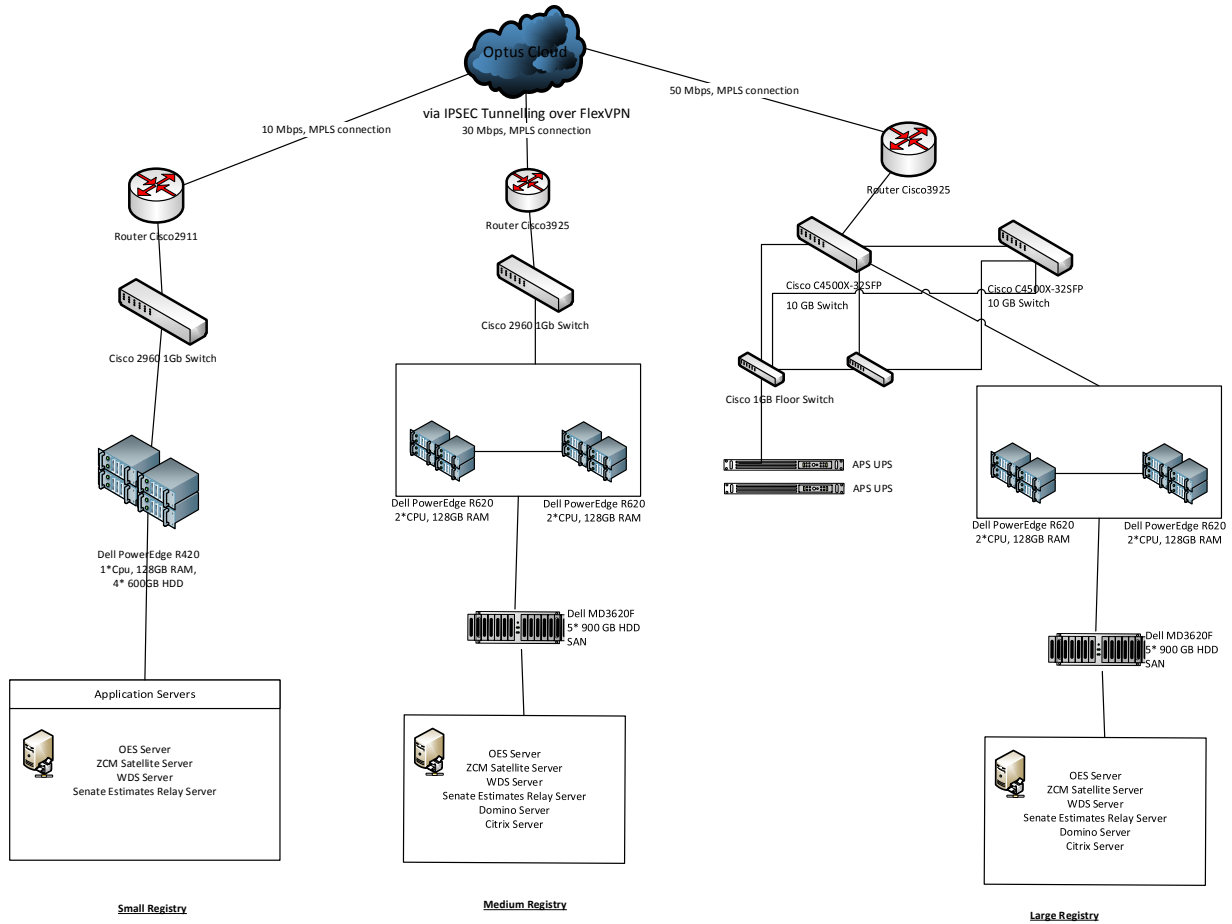 Optus Cloud
via IPSEC Tunnelling over FlexVPN
10 Mbps, MPLS connection
30 Mbps, MPLS connection
50 Mbps, MPLS connection
Router Cisco2911
Cisco 2960 1Gb Switch
Dell PowerEdge R420
1*Cpu, 128GB RAM,
4* 600GB HDD
Application Servers
OES Server
ZCM Satellite Server
WDS Server
Senate Estimates Relay Server
Small Registry
Router Cisco3925
Cisco 2960 1Gb Switch
Dell PowerEdge R620
2*CPU, 128GB RAM
Dell PowerEdge R620
2*CPU, 128GB RAM
Dell MD3620F
5* 900 GB HDD
SAN
OES Server
ZCM Satellite Server
WDS Server
Senate Estimates Relay Server
Domino Server
Citrix Server
Medium Registry
Router Cisco3925
Cisco C4500X-32SFP
10 GB Switch
Cisco C4500X-32SFP
10 GB Switch
Cisco 1GB Floor Switch
APS UPS
APS UPS
Dell PowerEdge R620
2*CPU, 128GB RAM
Dell PowerEdge R620
2*CPU, 128GB RAM
Dell MD3620F
5* 900 GB HDD
SAN
OES Server
ZCM Satellite Server
WDS Server
Senate Estimates Relay Server
Domino Server
Citrix Server
Large Registry